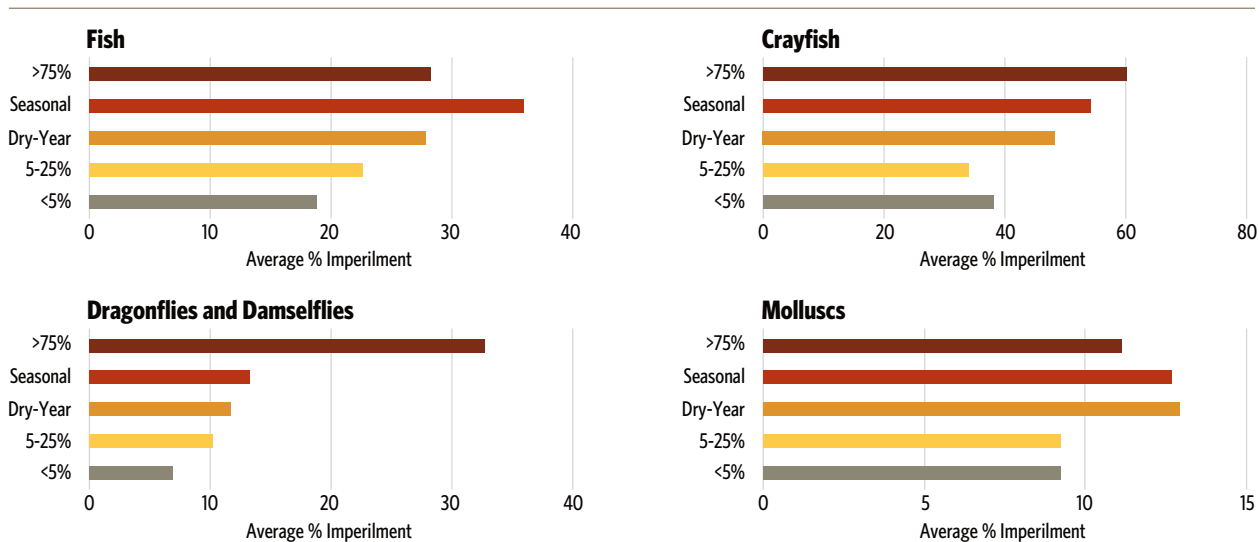 Fish
>75%
Seasonal
Dry-Year
5-25%
<5%
0 10 20 30 40
Average % Imperilment
Crayfish
>75%
Seasonal
Dry-Year
5-25%
<5%
0 20 40 60 80
Average % Imperilment
Dragonflies and Damselflies
>75%
Seasonal
Dry-Year
5-25%
<5%
0 10 20 30 40
Average % Imperilment
Molluscs
>75%
Seasonal
Dry-Year
5-25%
<5%
0 5 10 15
Average % Imperilment